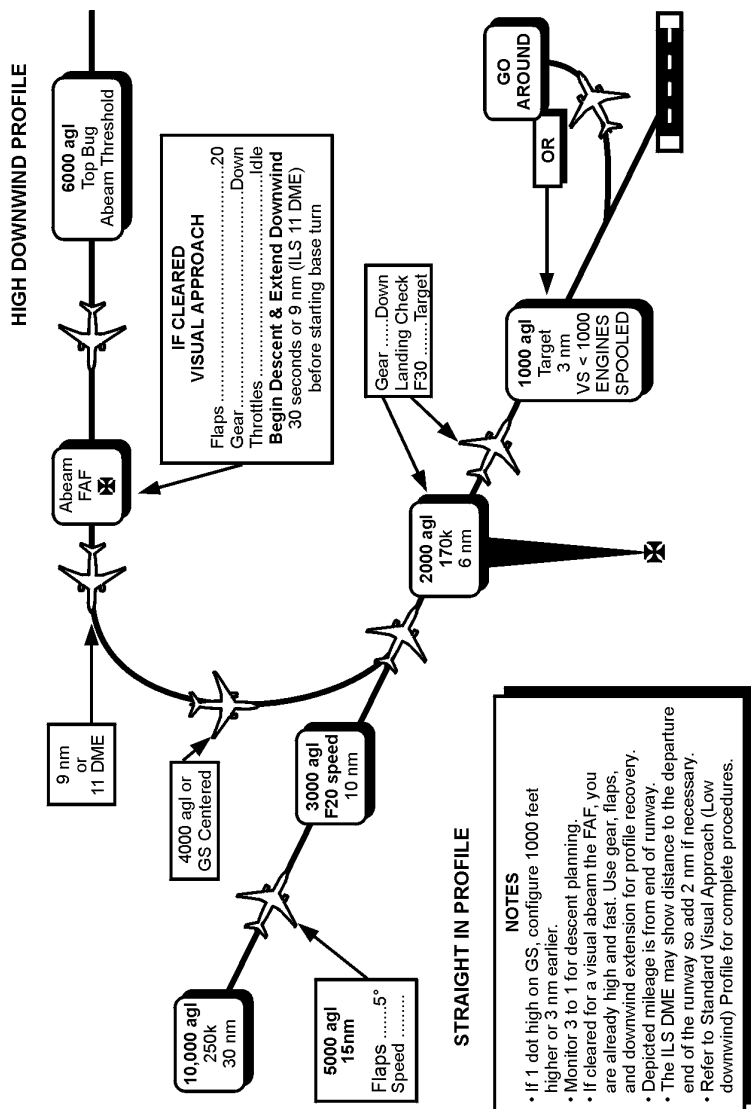 HIGH DOWNWIND PROFILE
6000 agl
Top Bug
Abeam Threshold
IF CLEARED
VISUAL APPROACH
Flaps ..............................20
Gear..............................Down
Throttles ........................Idle
Begin Descent & Extend Downwind
30 seconds or 9 nm (ILS 11 DME)
before starting base turn
Abeam
FAF
9 nm
or
11 DME
4000 agl or
GS Centered
STRAIGHT IN PROFILE
10,000 agl
250k
30 nm
5000 agl
15nm
Flaps ......5°
Speed .........
3000 agl
F20 speed
10 nm
2000 agl
170k
6 nm
Gear .....Down
Landing Check
F30 ......Target
1000 agl
Target
3 nm
VS < 1000
ENGINES
SPOOLED
OR
GO
AROUND
NOTES
• If 1 dot high on GS, configure 1000 feet
higher or 3 nm earlier.
• Monitor 3 to 1 for descent planning.
• If cleared for a visual abeam the FAF, you
are already high and fast. Use gear, flaps,
and downwind extension for profile recovery.
• Depicted mileage is from end of runway.
• The ILS DME may show distance to the departure
end of the runway so add 2 nm if necessary.
• Refer to Standard Visual Approach (Low
downwind) Profile for complete procedures.